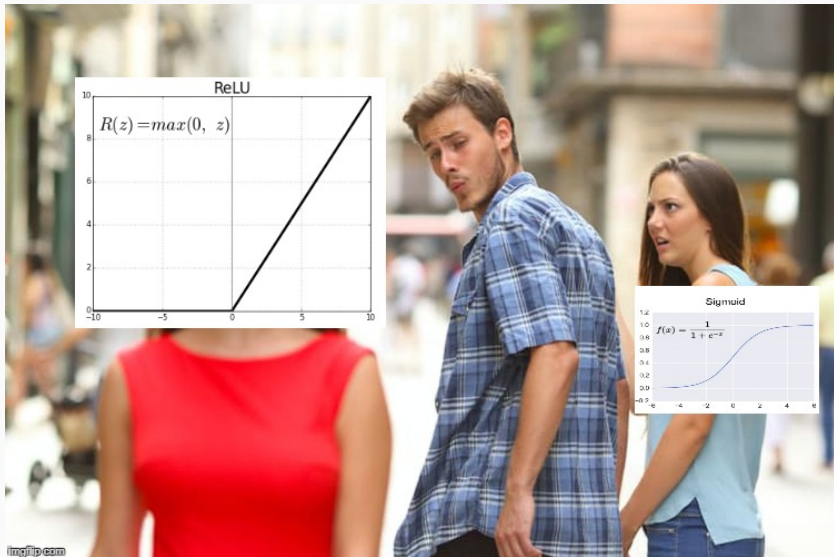 ReLU
R(z)=max(0, z)
10
8
6
4
2
0
−10 −5 0 5 10
Sigmoid
f(x) = 1 / 1 + e^{-x}
1.2
1.0
0.8
0.6
0.4
0.2
0.0
−0.2
−6 −4 −2 0 2 4 6
imgflip.com